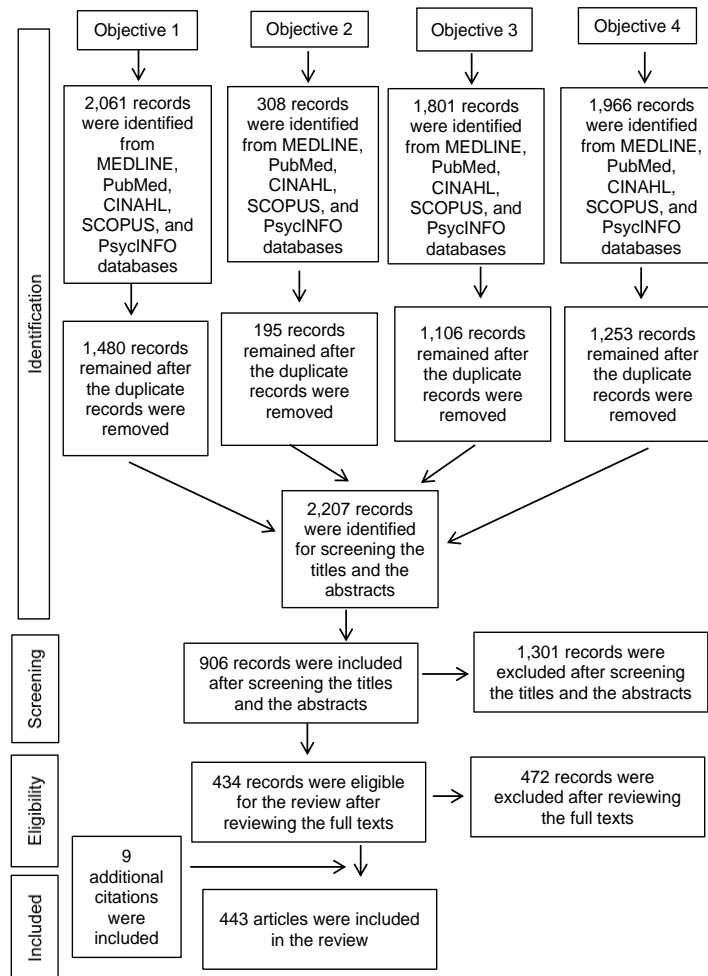 Objective 1
Objective 2
Objective 3
Objective 4
2,061 records
were identified
from
MEDLINE,
PubMed,
CINAHL,
SCOPUS, and
PsycINFO
databases
308 records
were identified
from MEDLINE,
PubMed,
CINAHL,
SCOPUS, and
PsycINFO
databases
1,801 records
were identified
from MEDLINE,
PubMed,
CINAHL,
SCOPUS, and
PsycINFO
databases
1,966 records
were identified
from MEDLINE,
PubMed,
CINAHL,
SCOPUS, and
PsycINFO
databases
Identification
1,480 records
remained after
the duplicate
records were
removed
195 records
remained after
the duplicate
records were
removed
1,106 records
remained after
the duplicate
records were
removed
1,253 records
remained after
the duplicate
records were
removed
2,207 records
were identified
for screening the
titles and the
abstracts
Screening
906 records were included
after screening the titles
and the abstracts
1,301 records were
excluded after screening
the titles and the abstracts
Eligibility
434 records were eligible
for the review after
reviewing the full texts
472 records were
excluded after reviewing
the full texts
9
additional
citations
were
included
Included
443 articles were included
in the review